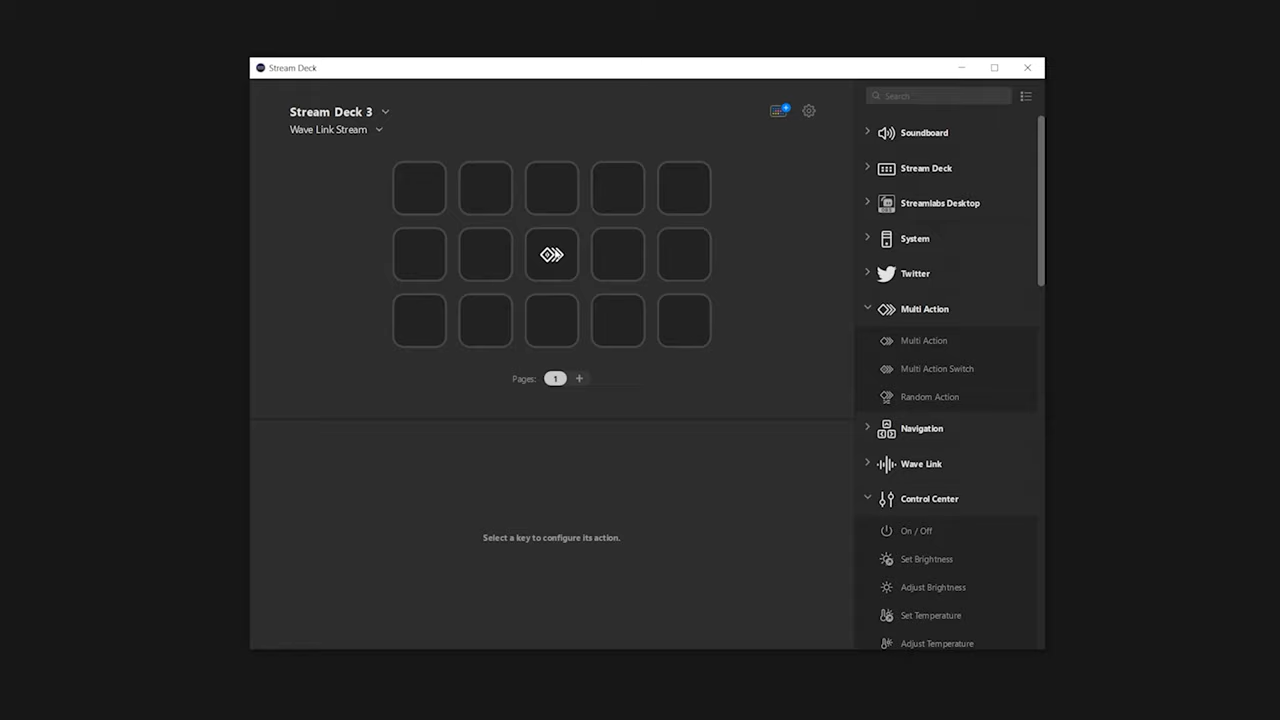 Stream Deck
Stream Deck 3
Wave Link Stream
Pages: 1 +
Select a key to configure its action.
Search
Soundboard
Stream Deck
Streamlabs Desktop
System
Twitter
Multi Action
Multi Action
Multi Action Switch
Random Action
Navigation
Wave Link
Control Center
On / Off
Set Brightness
Adjust Brightness
Set Temperature
Adjust Temperature